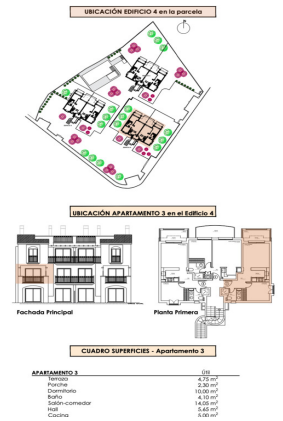 UBICACIÓN EDIFICIO 4 en la parcela
UBICACIÓN APARTAMENTO 3 en el Edificio 4
Fachada Principal
Planta Primera
CUADRO SUPERFICIES - Apartamento 3
APARTAMENTO 3 ÚTIL
Terraza 4,75 m²
Porche 2,30 m²
Dormitorio 10,00 m²
Baño 4,10 m²
Salón-comedor 14,05 m²
Hall 5,65 m²
Cocina 5,00 m²